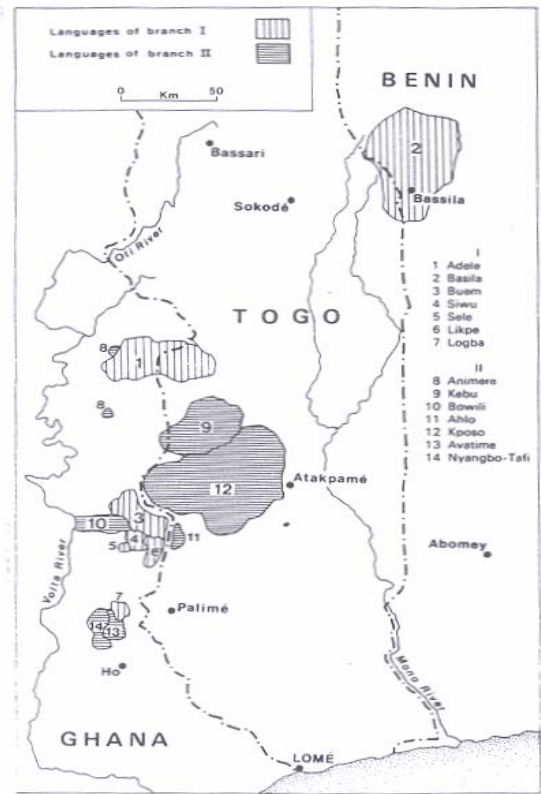 Languages of branch I
Languages of branch II
0 50
Km
BENIN
2
Bassari
Bassila
Sokodé
Oti River
I
1 Adele
2 Basila
3 Buem
4 Siwu
5 Sele
6 Likpe
7 Logba
TOGO
II
8 Animere
9 Kebu
10 Bowili
11 Ahlo
12 Kposo
13 Avatime
14 Nyangbo-Tafi
8
1
8
9
12
Atakpamé
3
10
4
11
5
6
Abomey
Volta River
7
Palimé
14
13
Ho
Mono River
GHANA
LOMÉ